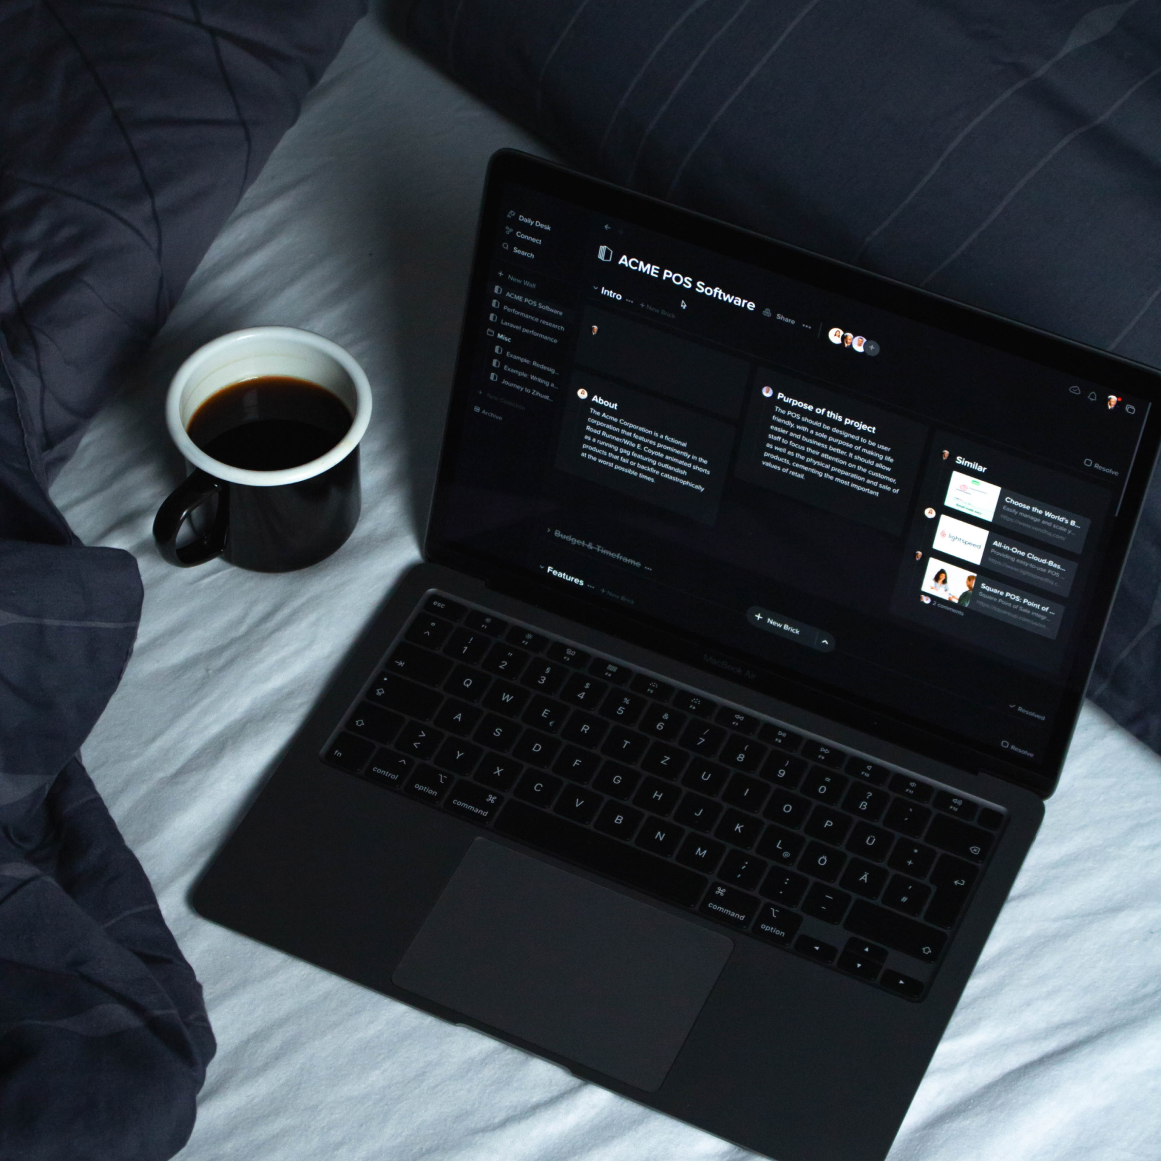 Daily Desk
Connect
Search
New Wall
ACME POS Software
Performance research
Laravel performance
Misc
Example: Redesig...
Example: Writing a...
Archive
ACME POS Software
Share
Intro
New Brick
About
The Acme Corporation is a fictional
corporation that features prominently in the
Road Runner/Wile E. Coyote animated shorts
as a running gag featuring outlandish
products that fail or backfire catastrophically
at the worst possible times.
Purpose of this project
The POS should be designed to be user
friendly, with a sole purpose of making life
easier and business better. It should allow
staff to focus their attention on the customer,
as well as the physical preparation and sale of
products, cementing the most important
values of retail.
Resolve
Similar
Choose the World's B...
Easily manage and scale
lightspeed
All-in-One Cloud-Bas...
Square POS: Point of ...
2 comments
Budget & Timeframe
Features
New Brick
New Brick
Resolved
Resolve
MacBook Air
esc
1 2 3 4 5 6 7 8 9 0 ß
Q W E R T Z U I O P Ü +
A S D F G H J K L Ö Ä #
< > Y X C V B N M ; , : . _ -
fn control option command command option